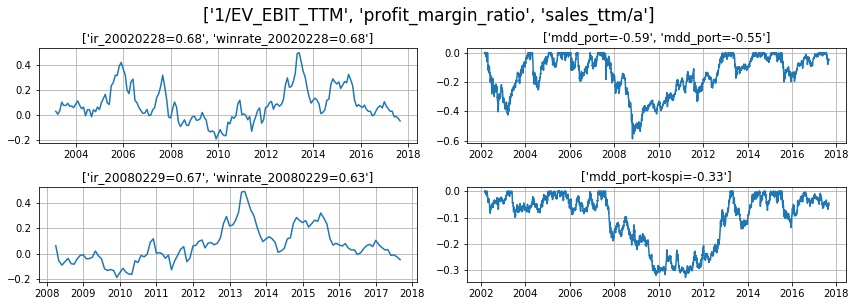 ['1/EV_EBIT_TTM', 'profit_margin_ratio', 'sales_ttm/a']
['ir_20020228=0.68', 'winrate_20020228=0.68']
0.4
0.2
0.0
−0.2
2004 2006 2008 2010 2012 2014 2016 2018
['mdd_port=-0.59', 'mdd_port=-0.55']
0.0
−0.2
−0.4
−0.6
2002 2004 2006 2008 2010 2012 2014 2016 2018
['ir_20080229=0.67', 'winrate_20080229=0.63']
0.4
0.2
0.0
2008 2009 2010 2011 2012 2013 2014 2015 2016 2017 2018
['mdd_port-kospi=-0.33']
0.0
−0.1
−0.2
−0.3
2002 2004 2006 2008 2010 2012 2014 2016 2018